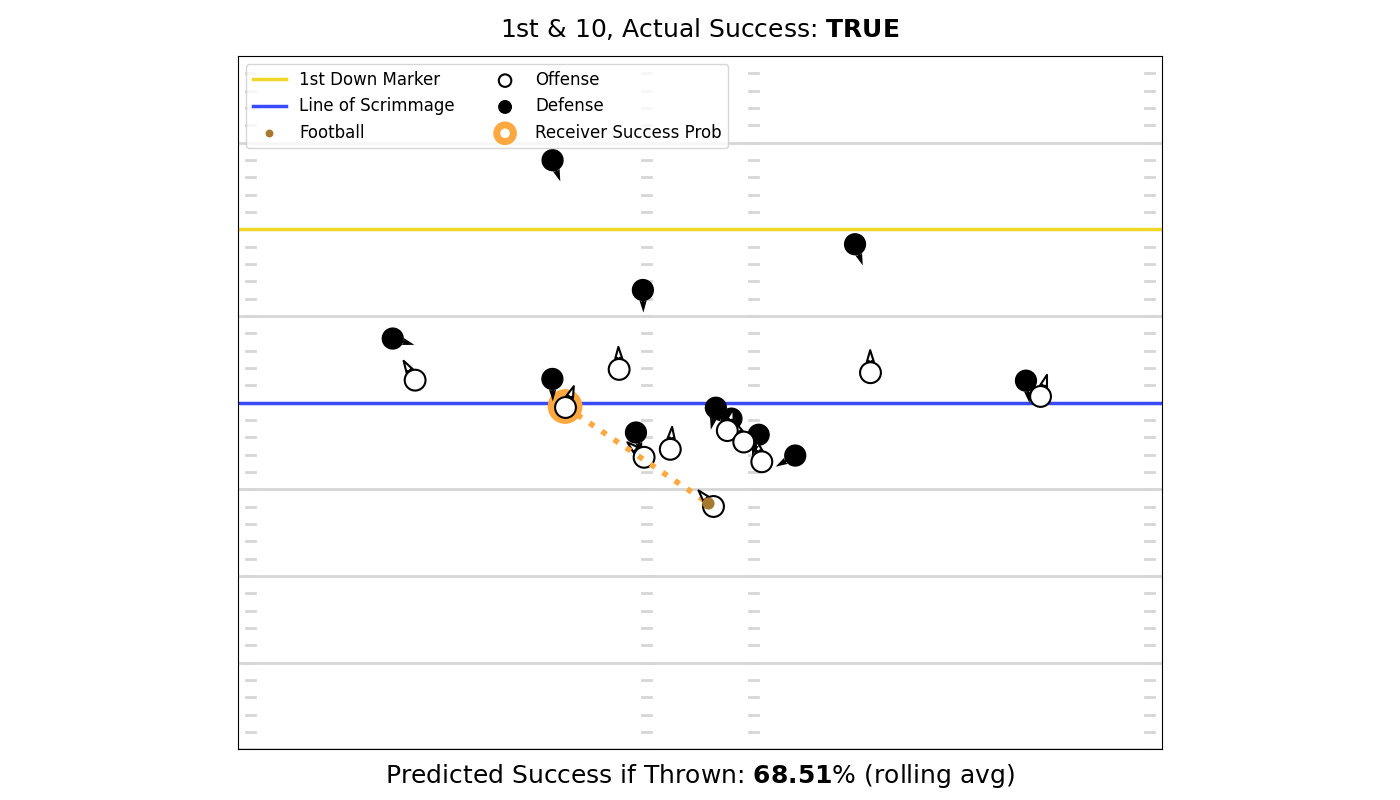 1st & 10, Actual Success: TRUE
1st Down Marker
Line of Scrimmage
Football
Offense
Defense
Receiver Success Prob
Predicted Success if Thrown: 68.51% (rolling avg)